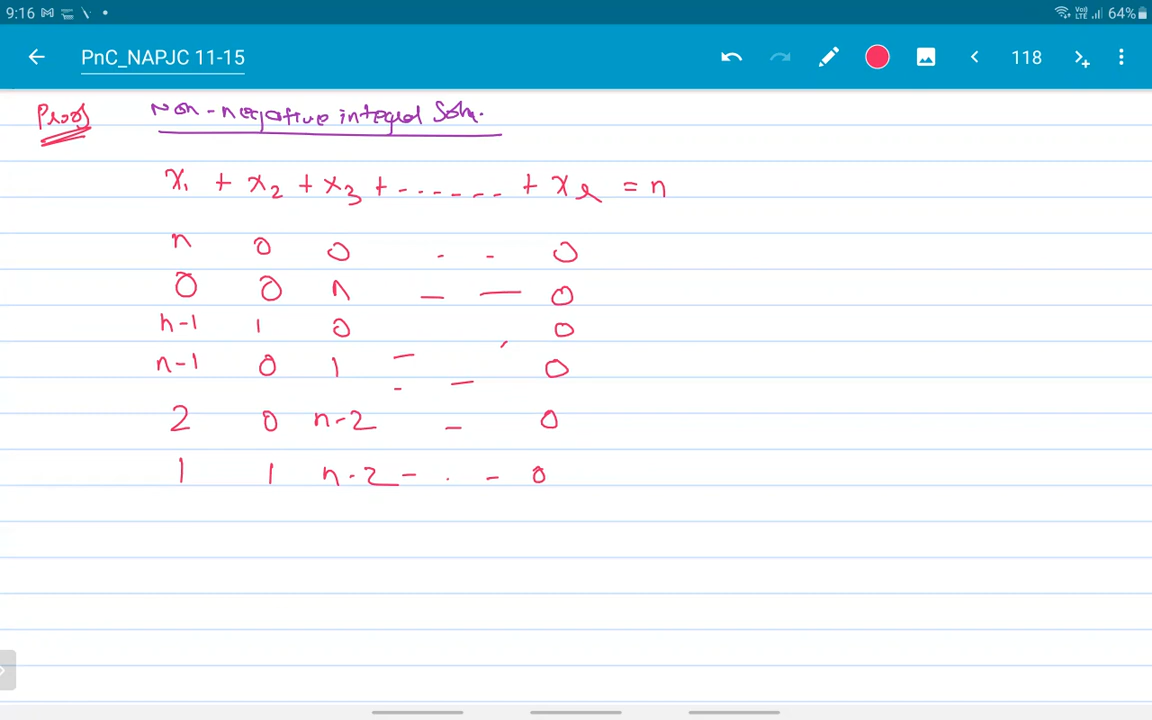 9:16 64%
PnC_NAPJC 11-15 118
Proof Non-negative integral Soln.
x₁ + x₂ + x₃ + ------ + xᵣ = n
n 0 0 . . 0
0 0 n — — 0
n-1 1 0 0
n-1 0 1 — — 0
2 0 n-2 - 0
1 1 n-2 - . - 0